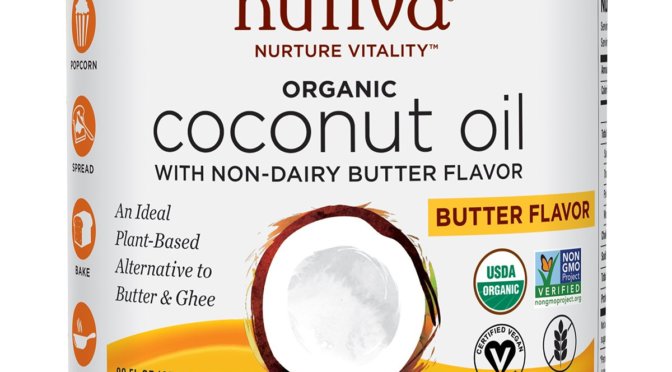 nutiva®
NURTURE VITALITY™
ORGANIC
coconut oil
WITH NON-DAIRY BUTTER FLAVOR
BUTTER FLAVOR
An Ideal
Plant-Based
Alternative to
Butter & Ghee
POPCORN
SPREAD
BAKE
USDA
ORGANIC
NON
GMO
Project
VERIFIED
nongmoproject.org
CERTIFIED VEGAN
V